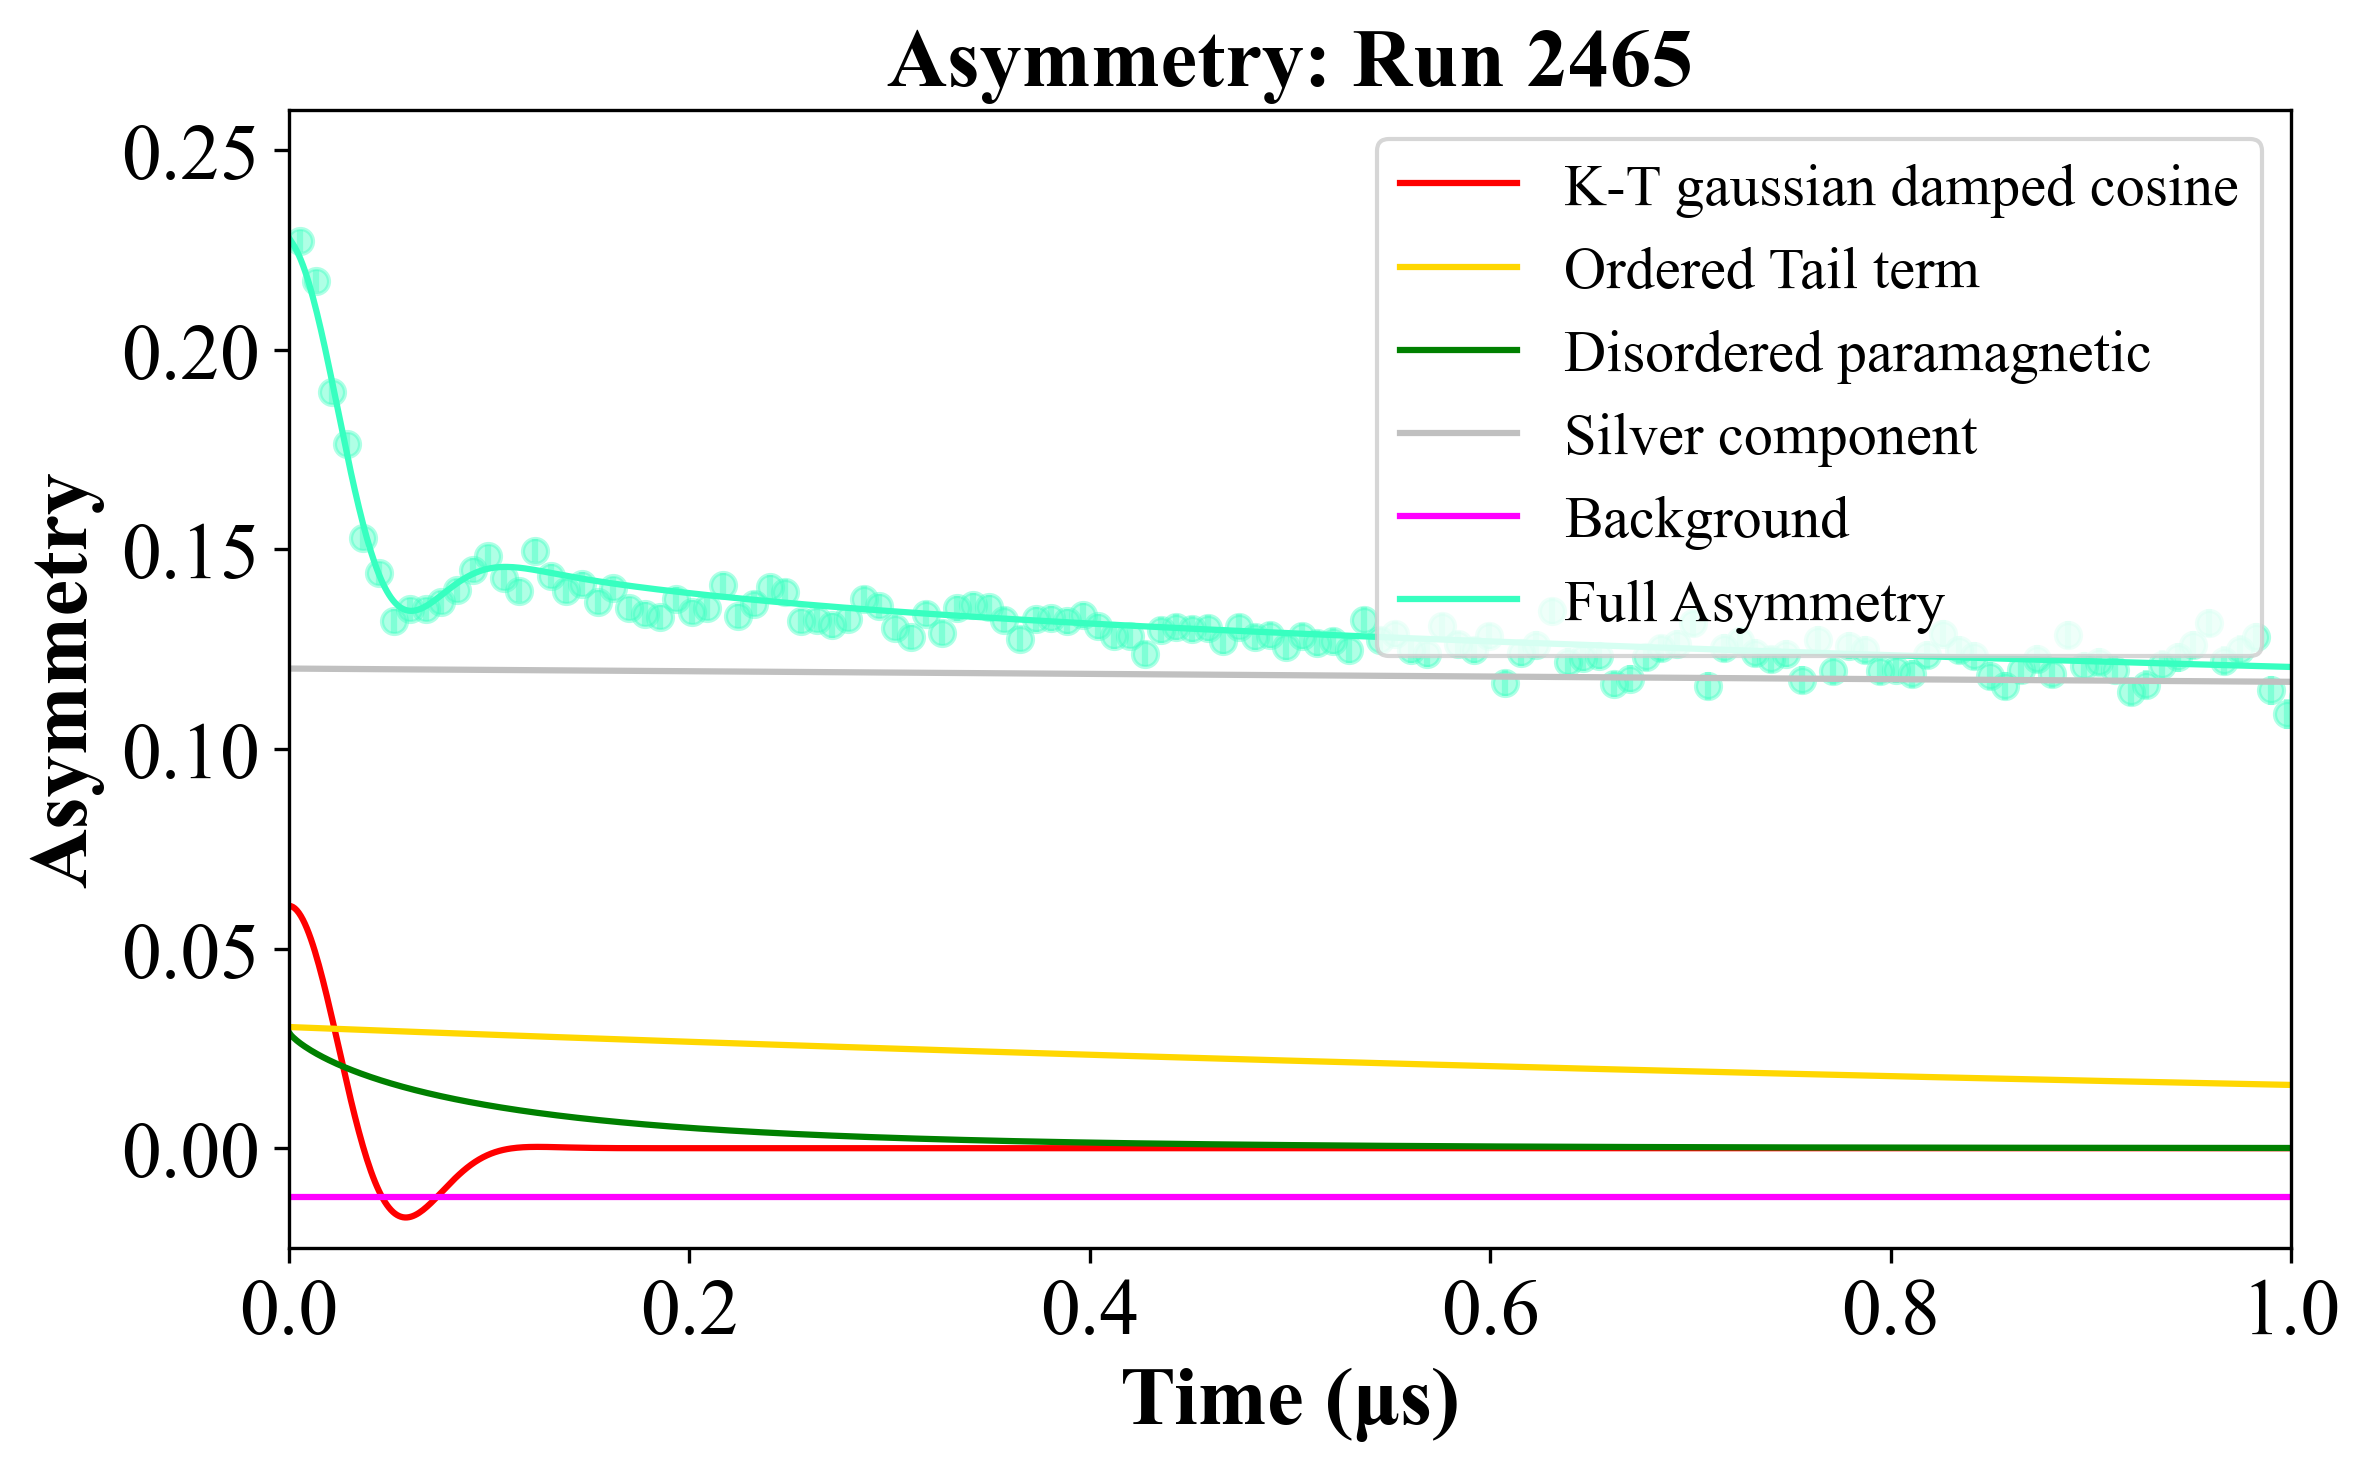 Asymmetry: Run 2465
0.25
0.20
0.15
0.10
0.05
0.00
Asymmetry
K-T gaussian damped cosine
Ordered Tail term
Disordered paramagnetic
Silver component
Background
Full Asymmetry
0.0 0.2 0.4 0.6 0.8 1.0
Time (μs)